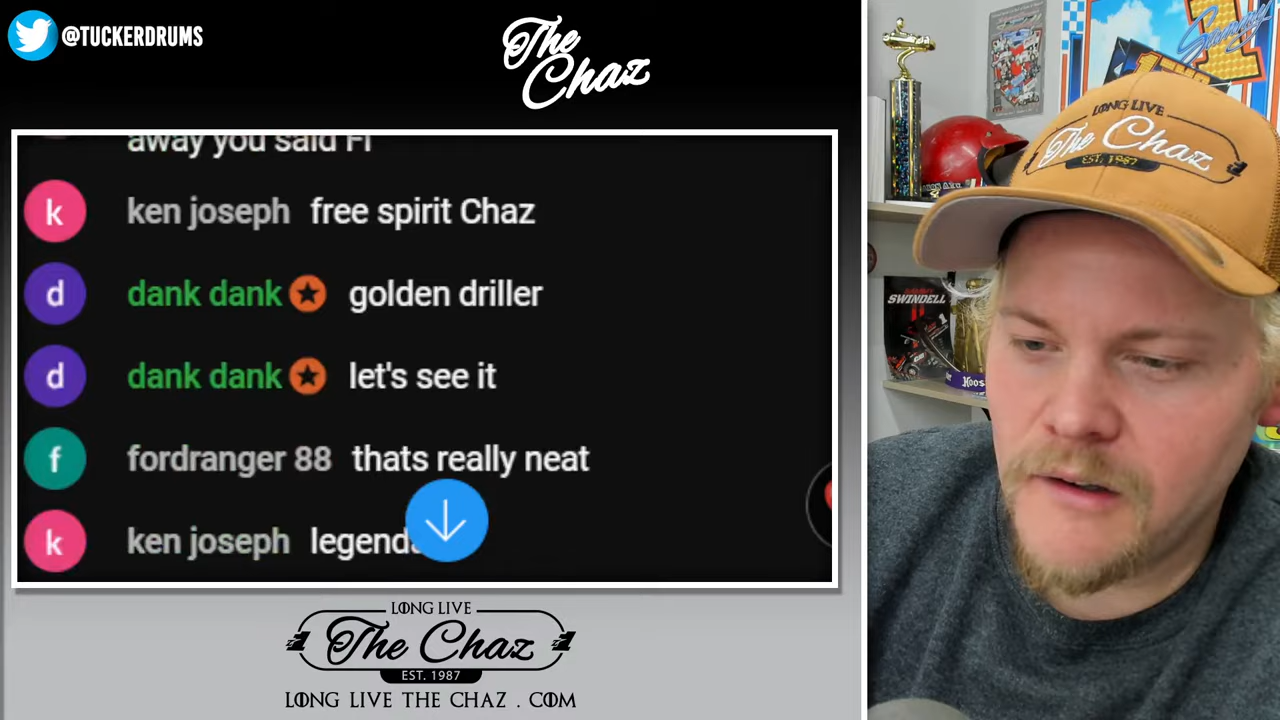 @TUCKERDRUMS
The Chaz
away you said FI
k ken joseph free spirit Chaz
d dank dank golden driller
d dank dank let's see it
f fordranger 88 thats really neat
k ken joseph
LONG LIVE
The Chaz
EST. 1987
LONG LIVE THE CHAZ . COM
LONG LIVE
The Chaz
EST. 1987
SWINDELL